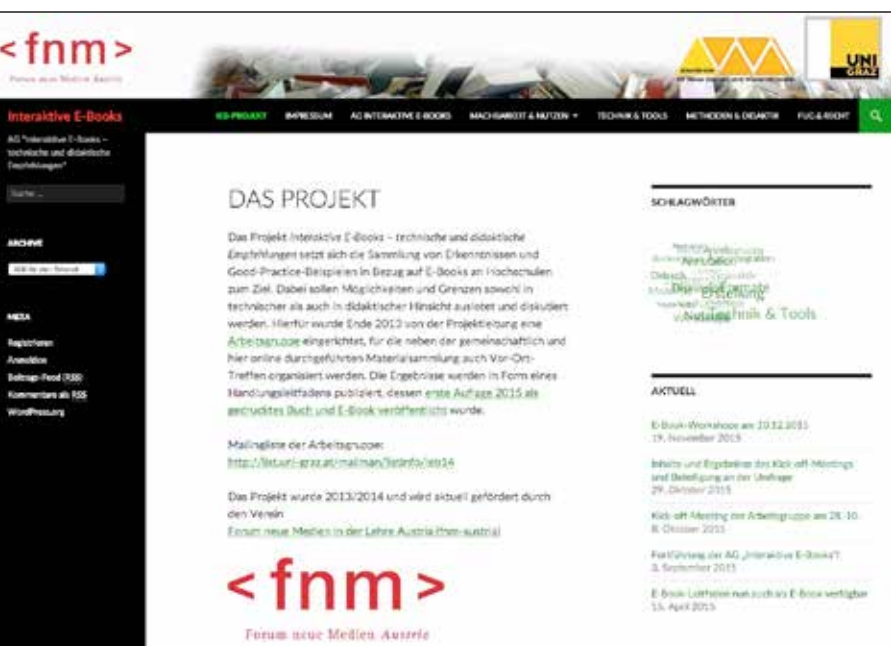 <fnm>
Forum neue Medien Austria
UNI
GRAZ
Interaktive E-Books
IEB-PROJEKT IMPRESSUM AG INTERAKTIVE E-BOOKS MACHBARKEIT & NUTZEN TECHNIK & TOOLS METHODEN & DIDAKTIK FUG & RECHT
AG "Interaktive E-Books –
technische und didaktische
Empfehlungen"
Suche ...
ARCHIVE
META
Registrieren
Anmelden
Beitrags-Feed (RSS)
Kommentare als RSS
WordPress.org
DAS PROJEKT
Das Projekt Interaktive E-Books – technische und didaktische
Empfehlungen setzt sich die Sammlung von Erkenntnissen und
Good-Practice-Beispielen in Bezug auf E-Books an Hochschulen
zum Ziel. Dabei sollen Möglichkeiten und Grenzen sowohl in
technischer als auch in didaktischer Hinsicht auslotet und diskutiert
werden. Hierfür wurde Ende 2013 von der Projektleitung eine
Arbeitsgruppe eingerichtet, für die neben der gemeinschaftlich und
hier online durchgeführten Materialsammlung auch Vor-Ort-
Treffen organisiert werden. Die Ergebnisse werden in Form eines
Handlungsleitfadens publiziert, dessen erste Auflage 2015 als
gedrucktes Buch und E-Book veröffentlicht wurde.
Mailingliste der Arbeitsgruppe:
http://list.uni-graz.at/mailman/listinfo/ieb14
Das Projekt wurde 2013/2014 und wird aktuell gefördert durch
den Verein
Forum neue Medien in der Lehre Austria (fnm-austria)
<fnm>
Forum neue Medien Austria
SCHLAGWÖRTER
Annotation
Didaktik
Erstellung
Technik & Tools
AKTUELL
E-Book-Workshops am 10.12.2015
19. November 2015
Inhalte und Ergebnisse des Kick-off-Meetings
und Beteiligung an der Umfrage
29. Oktober 2015
Kick-off-Meeting der Arbeitsgruppe am 28.10.
8. Oktober 2015
Fortführung der AG „Interaktive E-Books“!
3. September 2015
E-Book-Leitfaden nun auch als E-Book verfügbar
15. April 2015